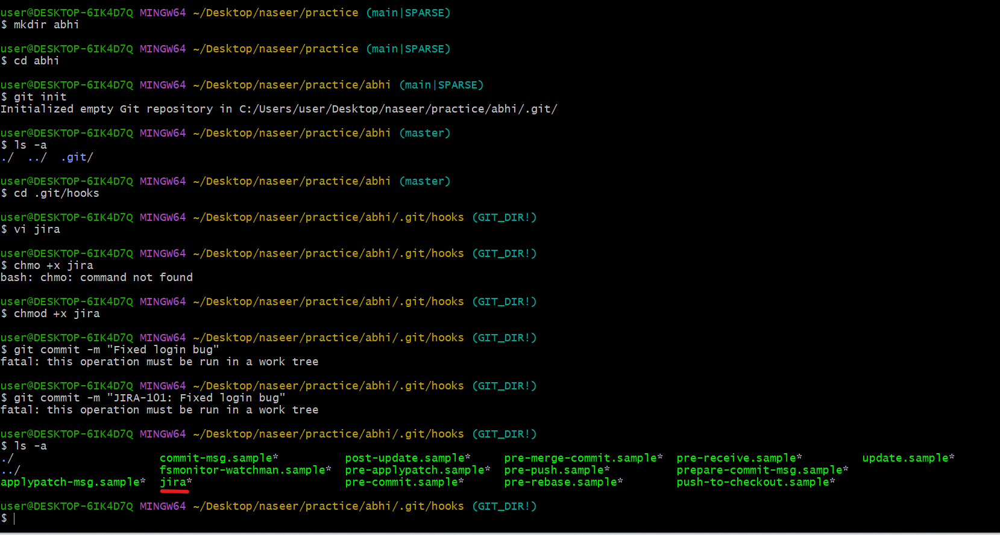 user@DESKTOP-6IK4D7Q MINGW64 ~/Desktop/naseer/practice (main|SPARSE)
$ mkdir abhi
user@DESKTOP-6IK4D7Q MINGW64 ~/Desktop/naseer/practice (main|SPARSE)
$ cd abhi
user@DESKTOP-6IK4D7Q MINGW64 ~/Desktop/naseer/practice/abhi (main|SPARSE)
$ git init
Initialized empty Git repository in C:/Users/user/Desktop/naseer/practice/abhi/.git/
user@DESKTOP-6IK4D7Q MINGW64 ~/Desktop/naseer/practice/abhi (master)
$ ls -a
./  ../  .git/
user@DESKTOP-6IK4D7Q MINGW64 ~/Desktop/naseer/practice/abhi (master)
$ cd .git/hooks
user@DESKTOP-6IK4D7Q MINGW64 ~/Desktop/naseer/practice/abhi/.git/hooks (GIT_DIR!)
$ vi jira
user@DESKTOP-6IK4D7Q MINGW64 ~/Desktop/naseer/practice/abhi/.git/hooks (GIT_DIR!)
$ chmo +x jira
bash: chmo: command not found
user@DESKTOP-6IK4D7Q MINGW64 ~/Desktop/naseer/practice/abhi/.git/hooks (GIT_DIR!)
$ chmod +x jira
user@DESKTOP-6IK4D7Q MINGW64 ~/Desktop/naseer/practice/abhi/.git/hooks (GIT_DIR!)
$ git commit -m "Fixed login bug"
fatal: this operation must be run in a work tree
user@DESKTOP-6IK4D7Q MINGW64 ~/Desktop/naseer/practice/abhi/.git/hooks (GIT_DIR!)
$ git commit -m "JIRA-101: Fixed login bug"
fatal: this operation must be run in a work tree
user@DESKTOP-6IK4D7Q MINGW64 ~/Desktop/naseer/practice/abhi/.git/hooks (GIT_DIR!)
$ ls -a
./ commit-msg.sample* post-update.sample* pre-merge-commit.sample* pre-receive.sample* update.sample*
../ fsmonitor-watchman.sample* pre-applypatch.sample* pre-push.sample* prepare-commit-msg.sample*
applypatch-msg.sample* jira* pre-commit.sample* pre-rebase.sample* push-to-checkout.sample*
user@DESKTOP-6IK4D7Q MINGW64 ~/Desktop/naseer/practice/abhi/.git/hooks (GIT_DIR!)
$